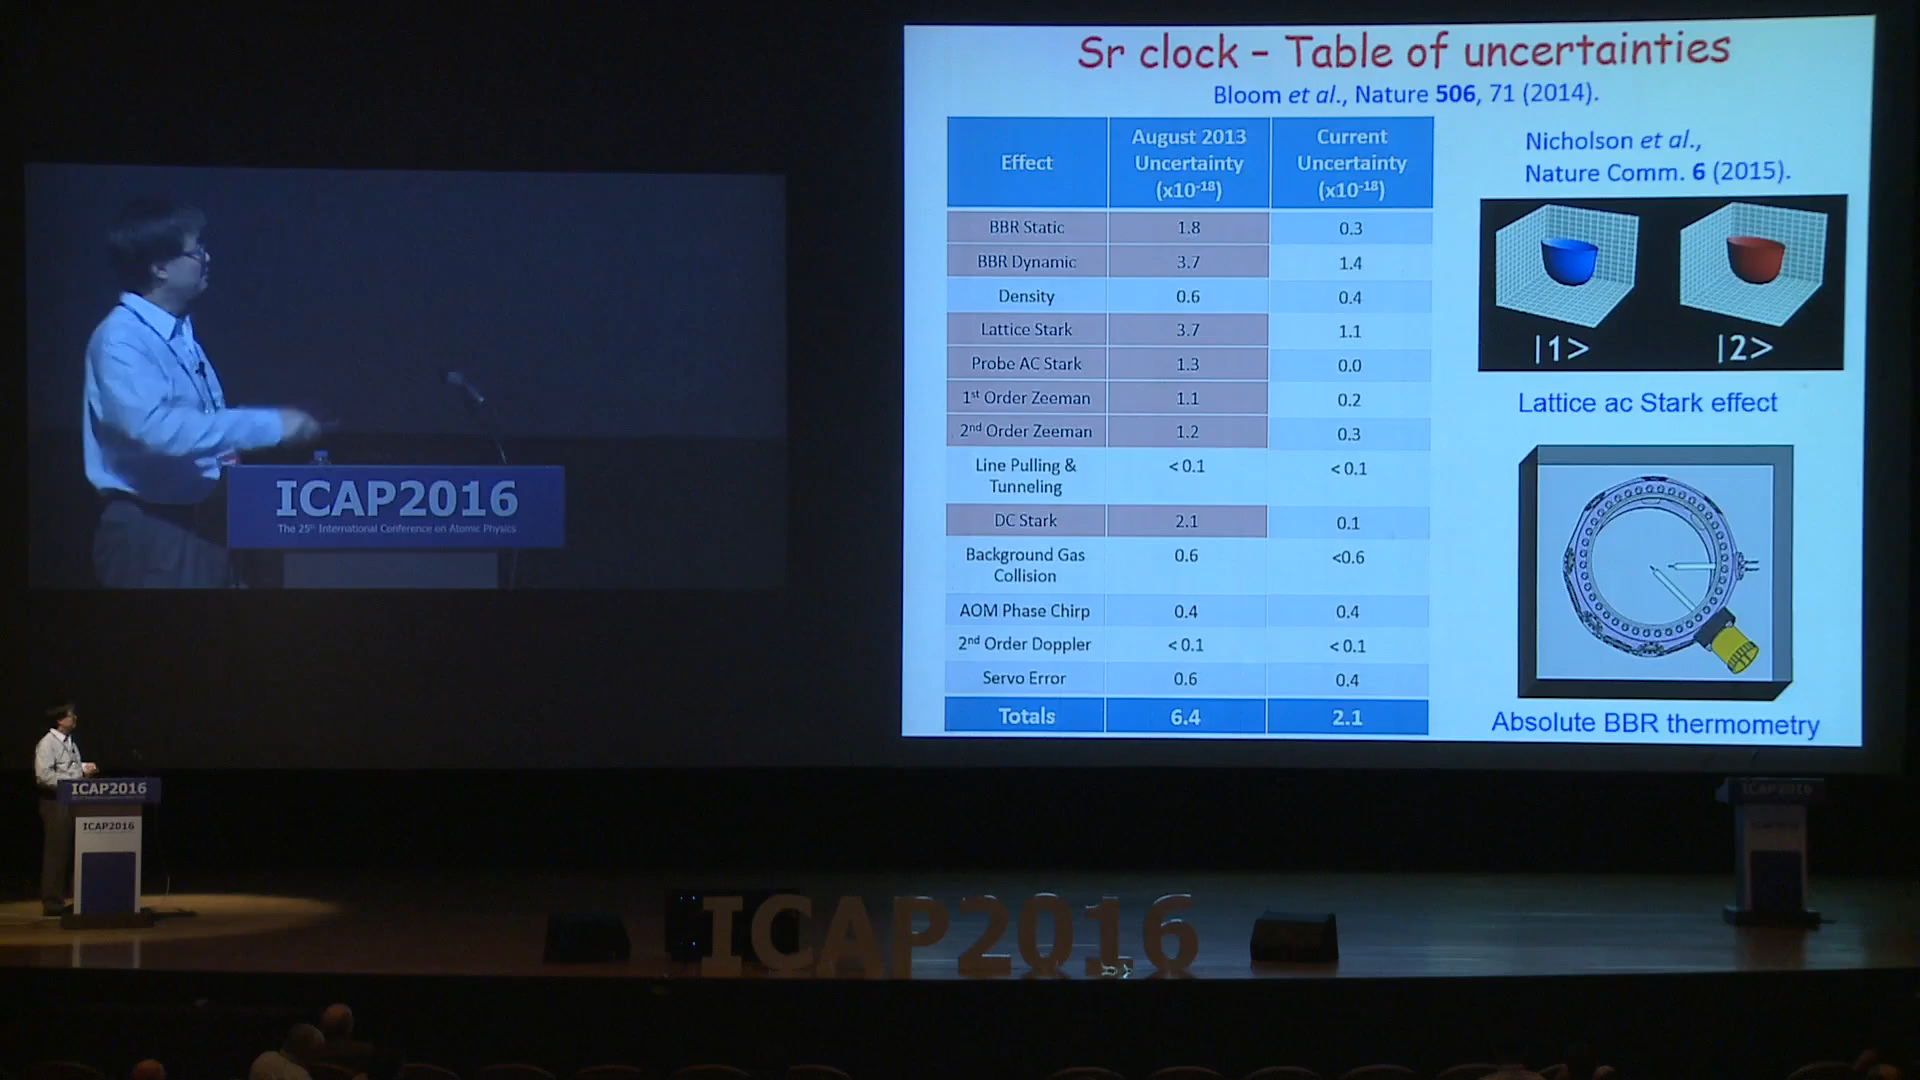 Sr clock – Table of uncertainties
Bloom et al., Nature 506, 71 (2014).
Effect | August 2013 Uncertainty (x10⁻¹⁸) | Current Uncertainty (x10⁻¹⁸)
BBR Static | 1.8 | 0.3
BBR Dynamic | 3.7 | 1.4
Density | 0.6 | 0.4
Lattice Stark | 3.7 | 1.1
Probe AC Stark | 1.3 | 0.0
1st Order Zeeman | 1.1 | 0.2
2nd Order Zeeman | 1.2 | 0.3
Line Pulling & Tunneling | < 0.1 | < 0.1
DC Stark | 2.1 | 0.1
Background Gas Collision | 0.6 | <0.6
AOM Phase Chirp | 0.4 | 0.4
2nd Order Doppler | < 0.1 | < 0.1
Servo Error | 0.6 | 0.4
Totals | 6.4 | 2.1
Nicholson et al.,
Nature Comm. 6 (2015).
|1> |2>
Lattice ac Stark effect
Absolute BBR thermometry
ICAP2016
The 25th International Conference on Atomic Physics
ICAP2016
ICAP2016
ICAP2016
ICAP2016